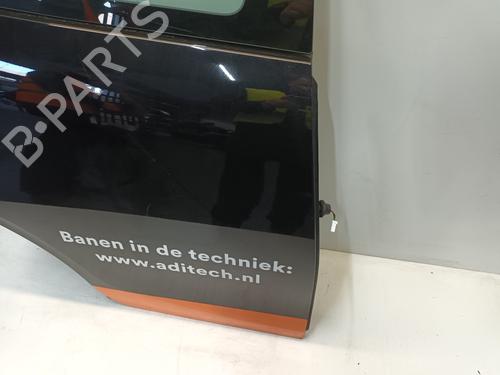 B-PARTS
Banen in de techniek:
www.aditech.nl